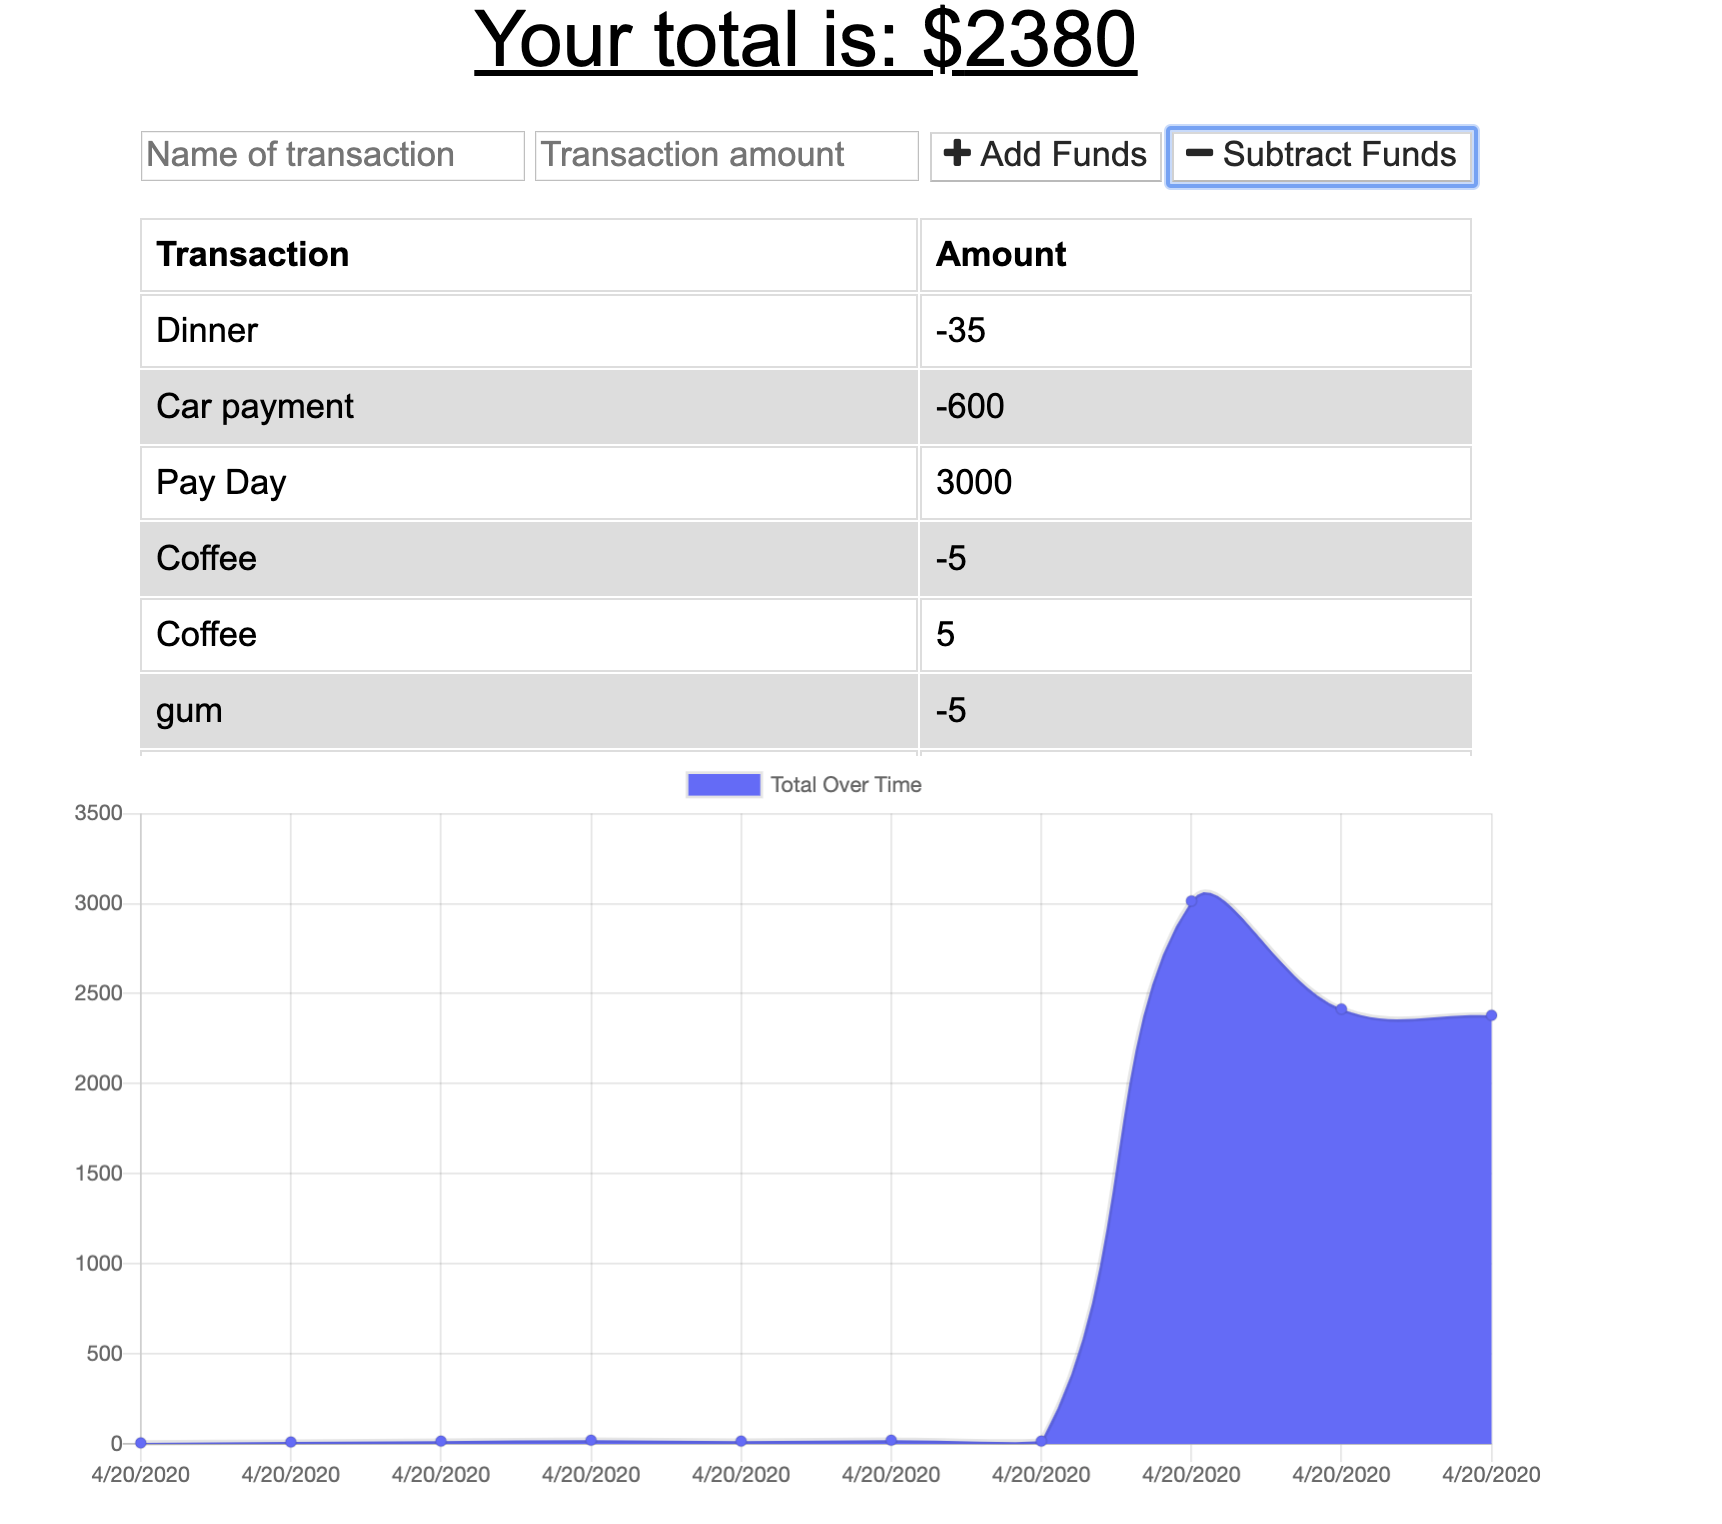 Your total is: $2380
Name of transaction Transaction amount Add Funds Subtract Funds
Transaction Amount
Dinner -35
Car payment -600
Pay Day 3000
Coffee -5
Coffee 5
gum -5
Total Over Time
3500
3000
2500
2000
1500
1000
500
0
4/20/2020 4/20/2020 4/20/2020 4/20/2020 4/20/2020 4/20/2020 4/20/2020 4/20/2020 4/20/2020 4/20/2020